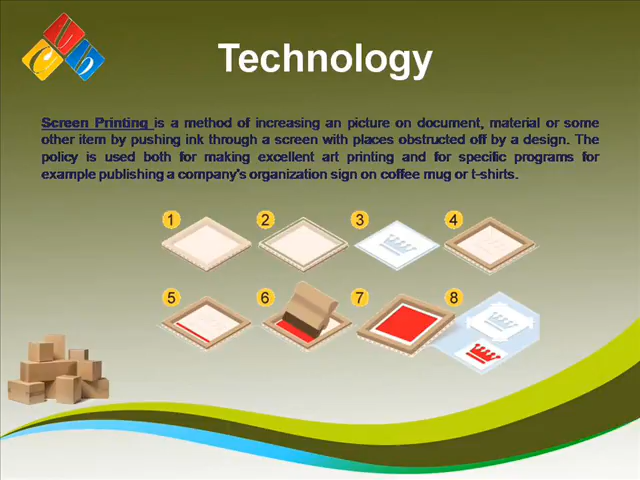 Technology
Screen Printing is a method of increasing an picture on document, material or some
other item by pushing ink through a screen with places obstructed off by a design. The
policy is used both for making excellent art printing and for specific programs for
example publishing a company's organization sign on coffee mug or t-shirts.
1 2 3 4
5 6 7 8